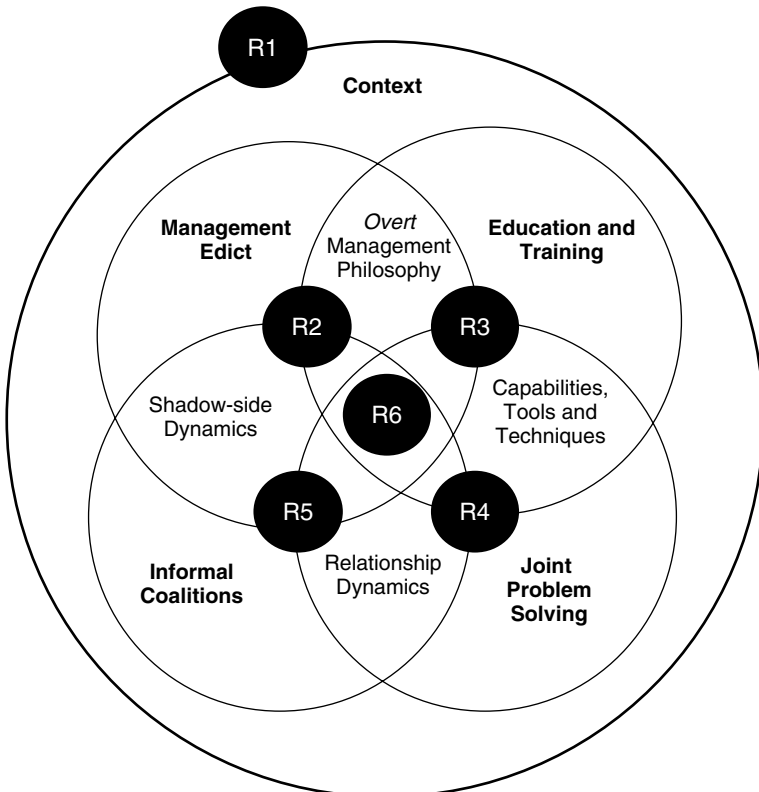 R1
Context
Management
Edict
Overt
Management
Philosophy
Education and
Training
R2
R3
Shadow-side
Dynamics
R6
Capabilities,
Tools and
Techniques
R5
R4
Informal
Coalitions
Relationship
Dynamics
Joint
Problem
Solving